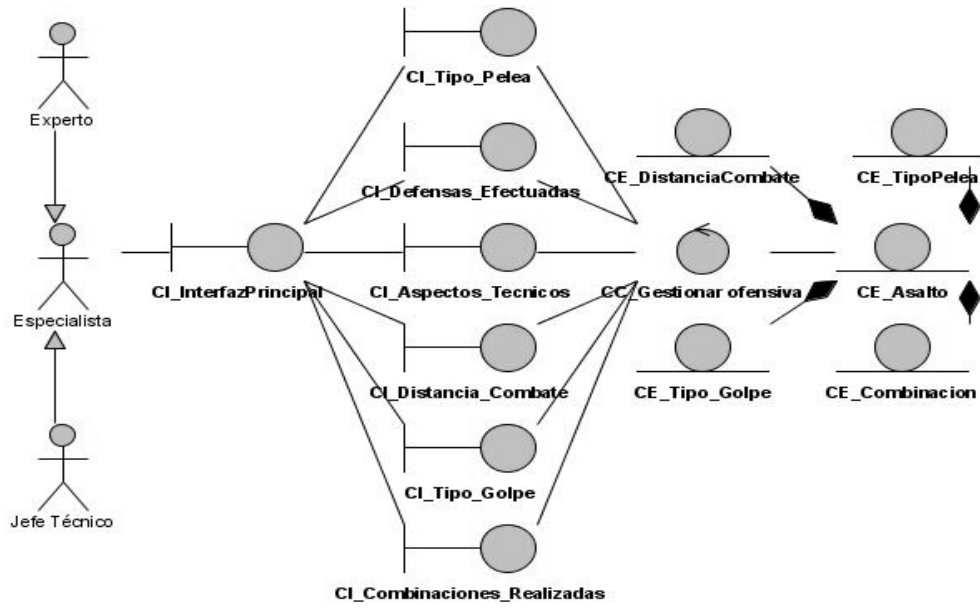 CI_Tipo_Pelea
Experto
CI_Defensas_Efectuadas
CE_DistanciaCombate
CE_TipoPelea
CI_InterfazPrincipal
CI_Aspectos_Tecnicos
CC_Gestionar ofensiva
CE_Asalto
Especialista
CI_Distancia_Combate
CE_Tipo_Golpe
CE_Combinacion
CI_Tipo_Golpe
Jefe Técnico
CI_Combinaciones_Realizadas